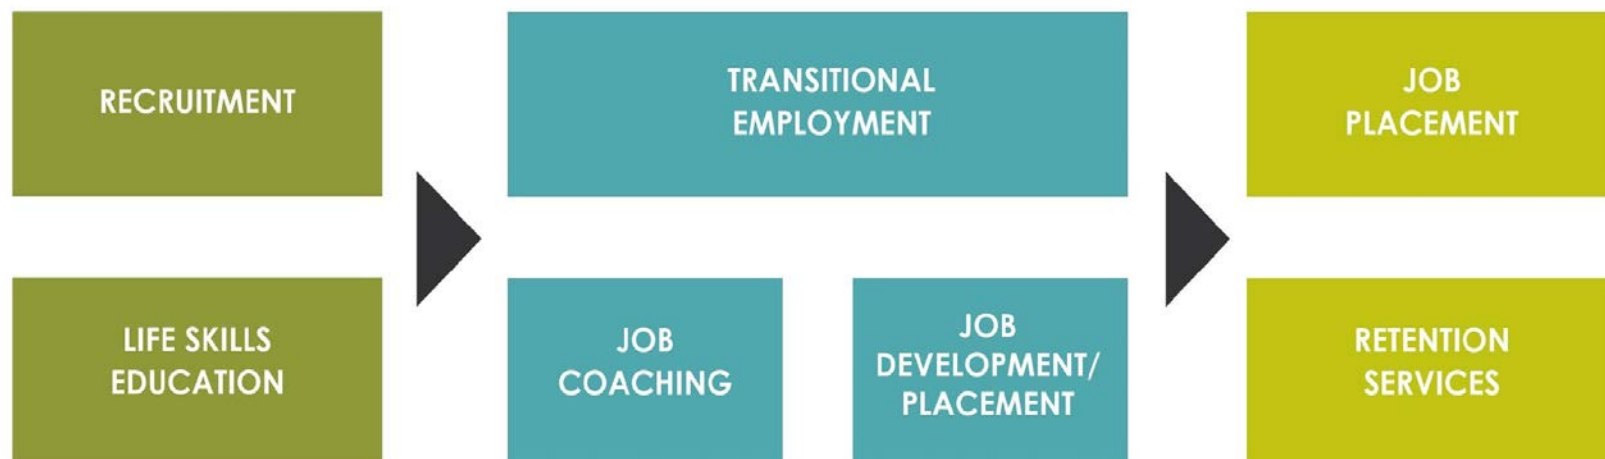 RECRUITMENT
LIFE SKILLS
EDUCATION
TRANSITIONAL
EMPLOYMENT
JOB
COACHING
JOB
DEVELOPMENT/
PLACEMENT
JOB
PLACEMENT
RETENTION
SERVICES